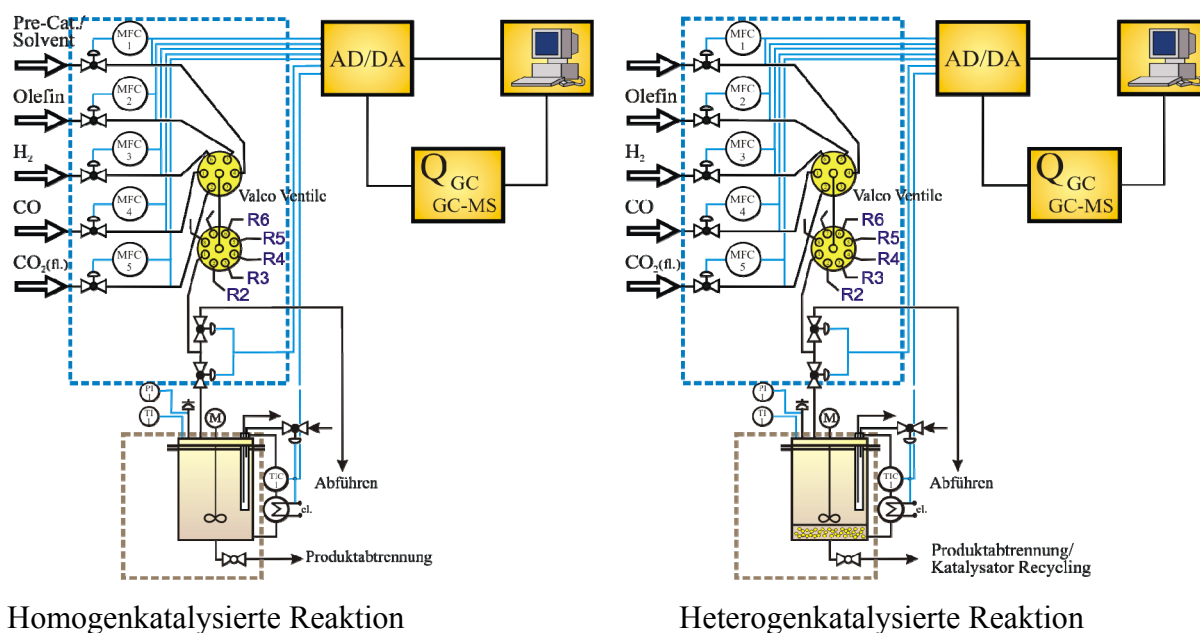 Pre-Cat./
Solvent
MFC
1
AD/DA
Olefin
MFC
2
H₂
MFC
3
Q GC
GC-MS
Valco Ventile
CO
MFC
4
R6
R5
R4
R3
R2
CO₂(fl.)
MFC
5
PI
1
TI
1
M
TIC
1
Σ
el.
Abführen
Produktabtrennung
Homogenkatalysierte Reaktion
MFC
1
AD/DA
Olefin
MFC
2
H₂
MFC
3
Q GC
GC-MS
Valco Ventile
CO
MFC
4
R6
R5
R4
R3
R2
CO₂(fl.)
MFC
5
PI
1
TI
1
M
TIC
1
Σ
el.
Abführen
Produktabtrennung/
Katalysator Recycling
Heterogenkatalysierte Reaktion